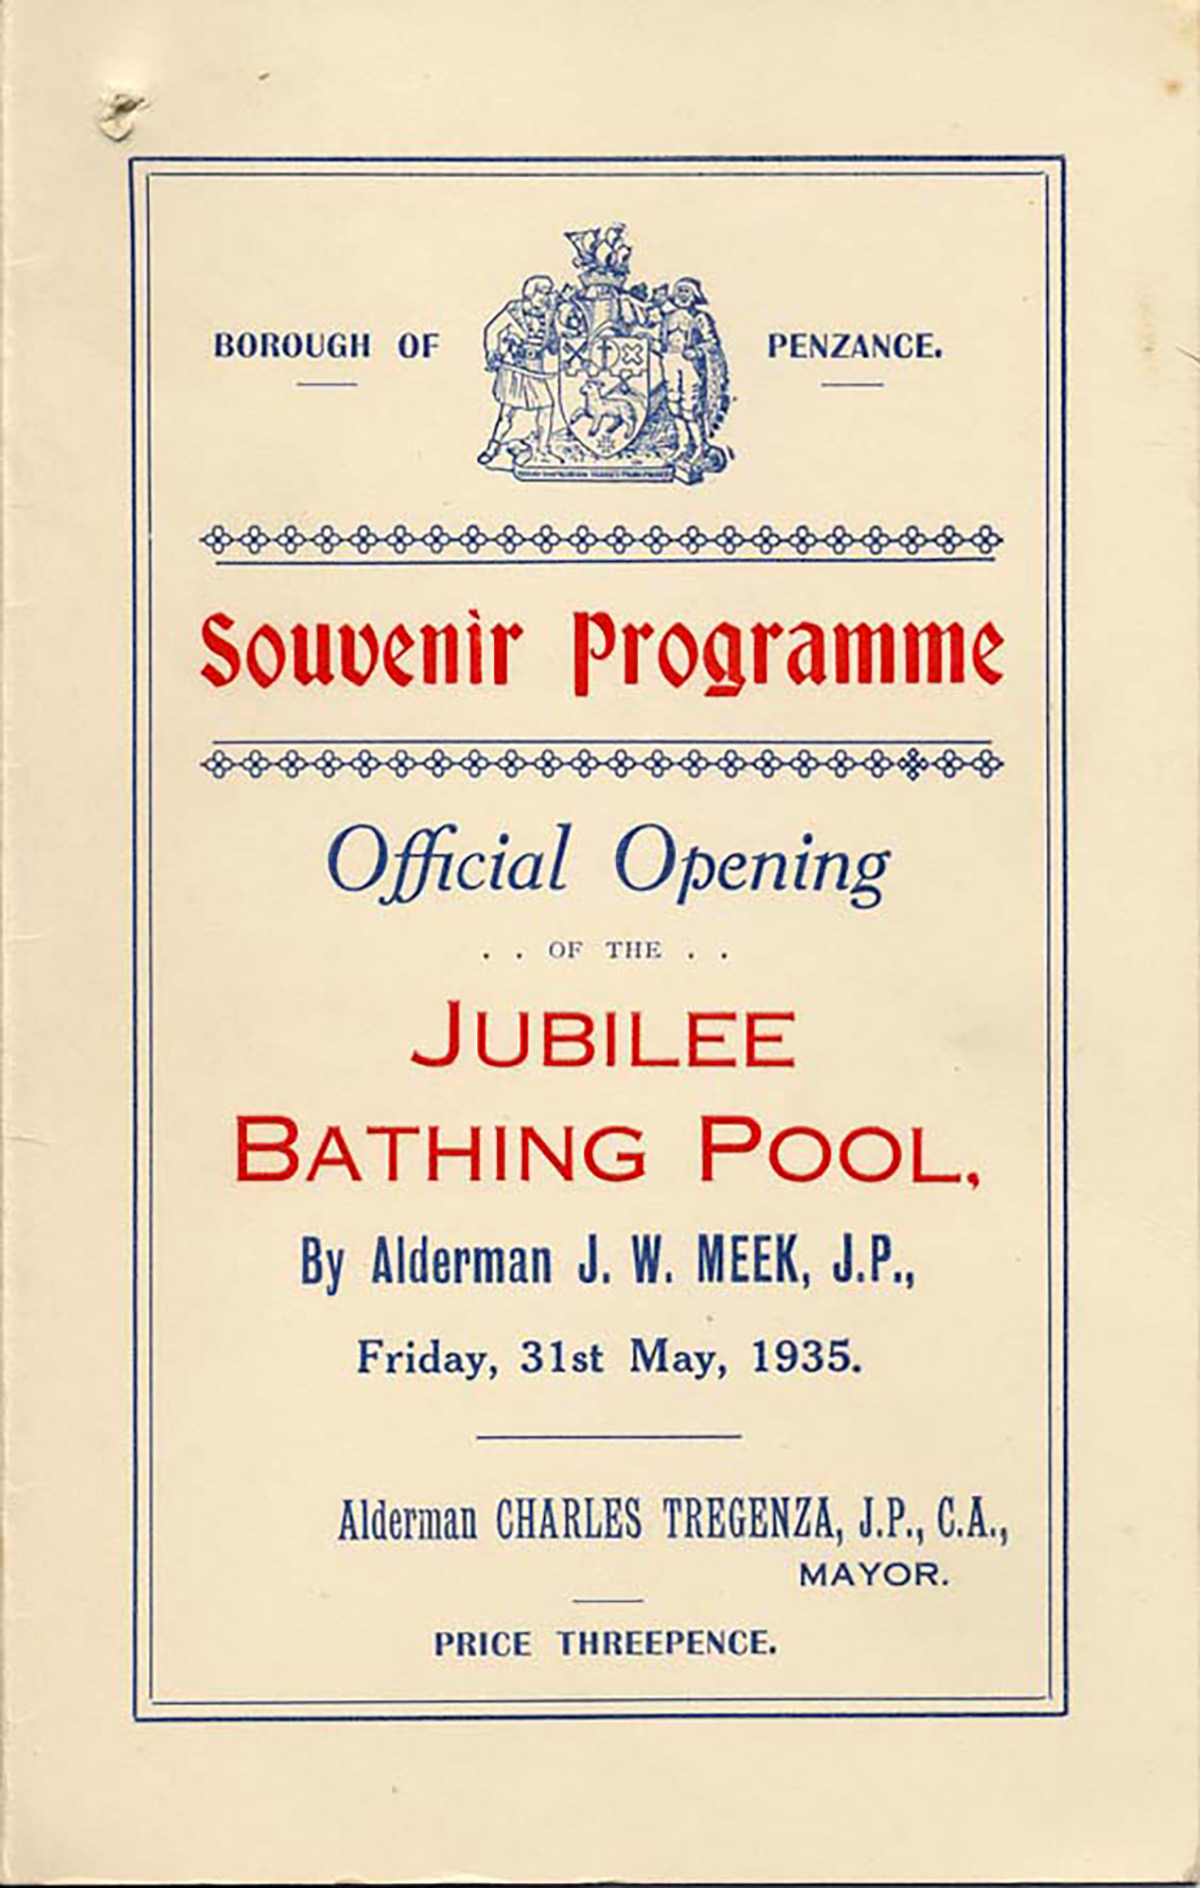 BOROUGH OF PENZANCE.
Souvenir Programme
Official Opening
. . OF THE . .
JUBILEE
BATHING POOL,
By Alderman J. W. MEEK, J.P.,
Friday, 31st May, 1935.
Alderman CHARLES TREGENZA, J.P., C.A.,
MAYOR.
PRICE THREEPENCE.